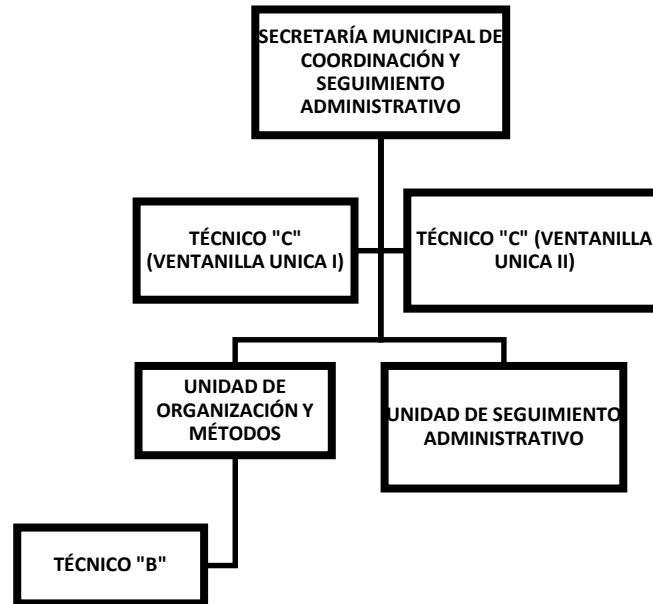 SECRETARÍA MUNICIPAL DE
COORDINACIÓN Y
SEGUIMIENTO
ADMINISTRATIVO
TÉCNICO "C"
(VENTANILLA UNICA I)
TÉCNICO "C" (VENTANILLA
UNICA II)
UNIDAD DE
ORGANIZACIÓN Y
MÉTODOS
UNIDAD DE SEGUIMIENTO
ADMINISTRATIVO
TÉCNICO "B"